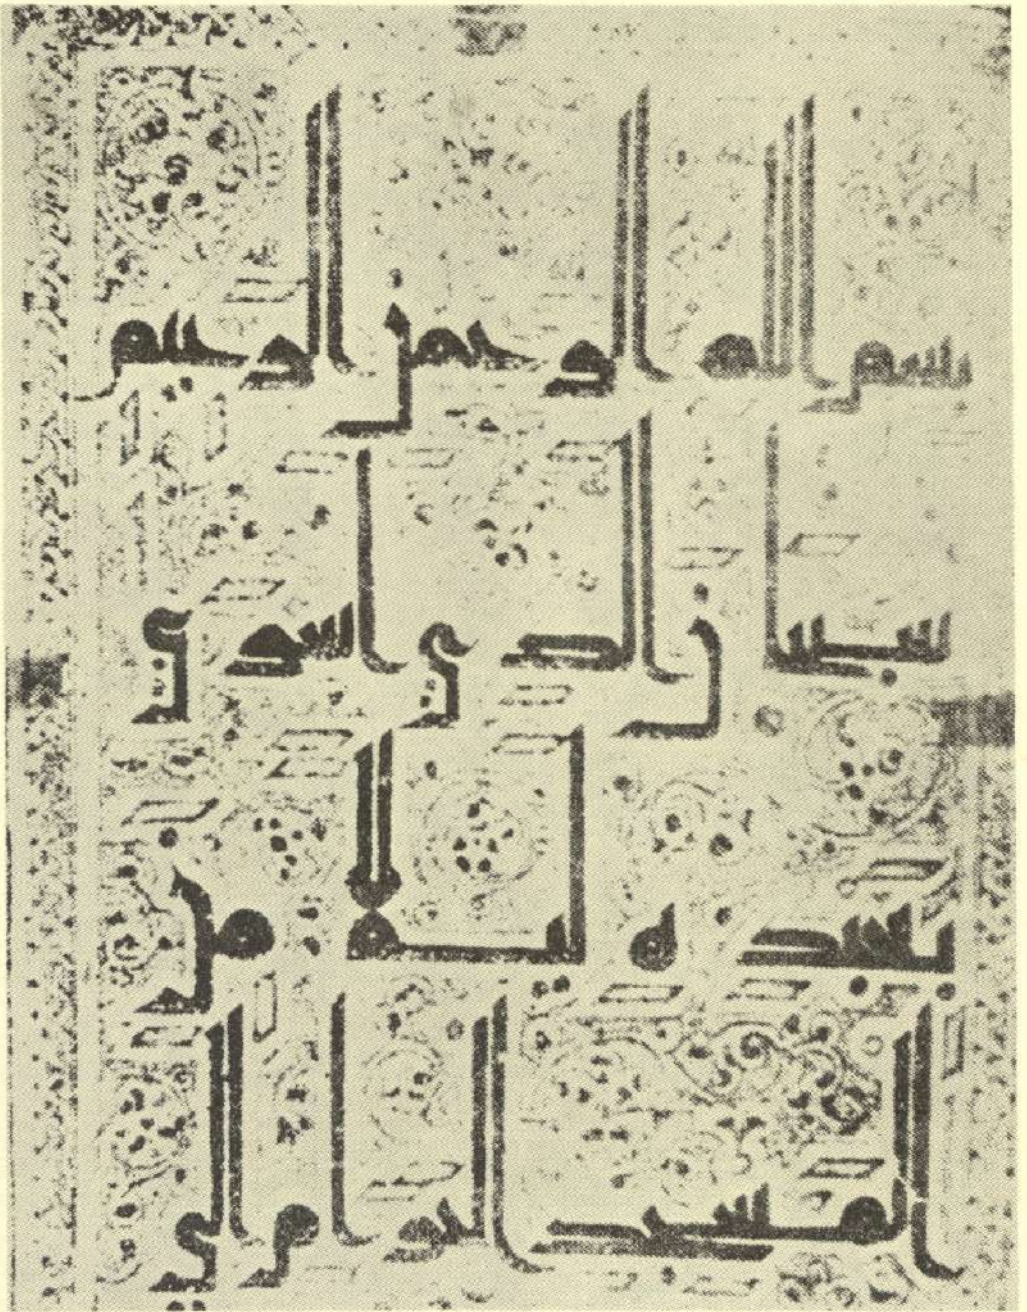 بسم الله الرحمن الرحيم
سبحان الذي اسرى
بعبده ليلا من
المسجد الحرام الى